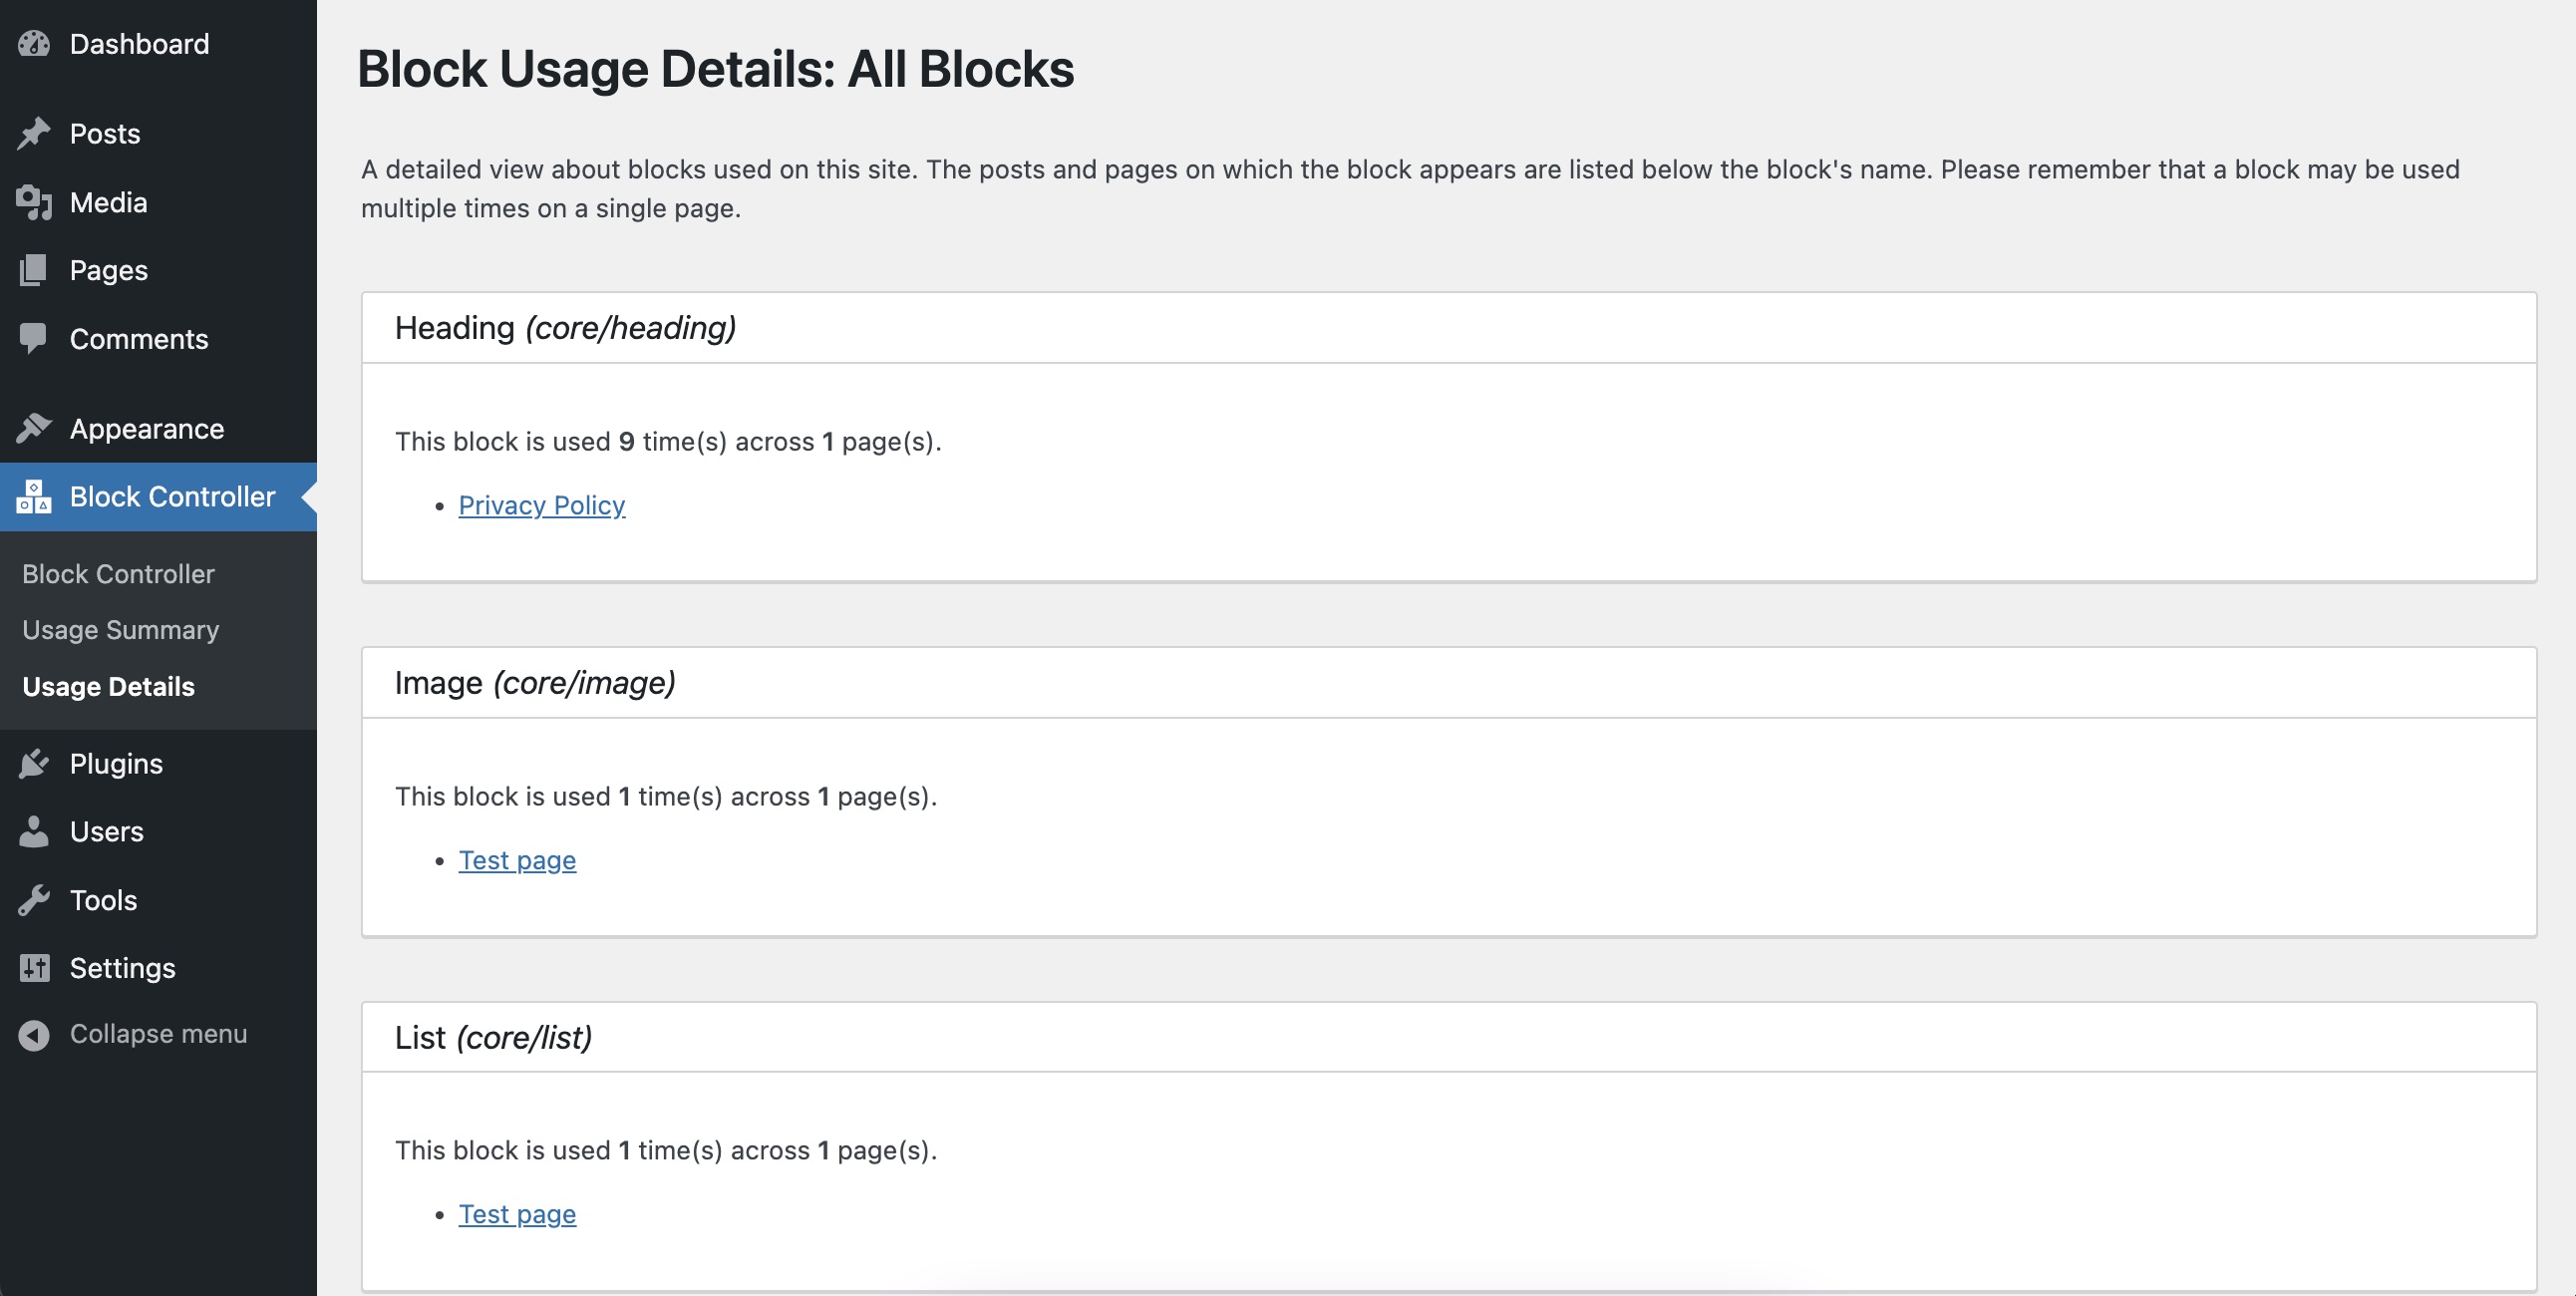 Dashboard
Posts
Media
Pages
Comments
Appearance
Block Controller
Block Controller
Usage Summary
Usage Details
Plugins
Users
Tools
Settings
Collapse menu
Block Usage Details: All Blocks
A detailed view about blocks used on this site. The posts and pages on which the block appears are listed below the block's name. Please remember that a block may be used
multiple times on a single page.
Heading (core/heading)
This block is used 9 time(s) across 1 page(s).
• Privacy Policy
Image (core/image)
This block is used 1 time(s) across 1 page(s).
• Test page
List (core/list)
This block is used 1 time(s) across 1 page(s).
• Test page